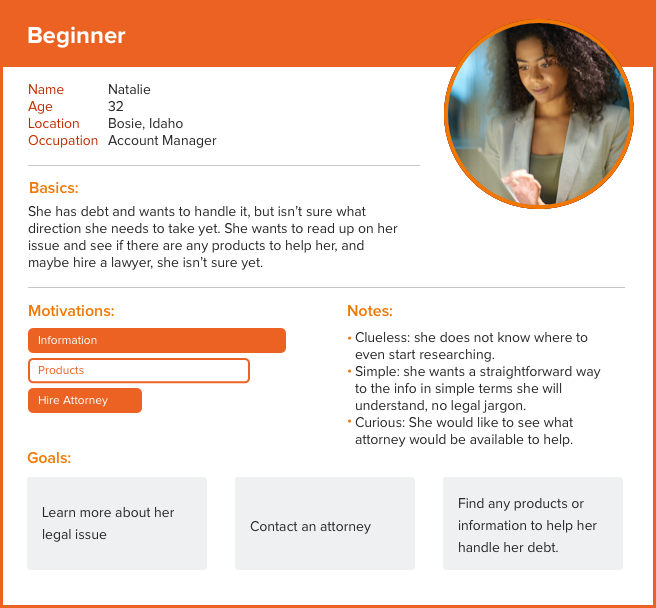 Beginner
Name Natalie
Age 32
Location Bosie, Idaho
Occupation Account Manager
Basics:
She has debt and wants to handle it, but isn’t sure what
direction she needs to take yet. She wants to read up on her
issue and see if there are any products to help her, and
maybe hire a lawyer, she isn’t sure yet.
Motivations:
Information
Products
Hire Attorney
Notes:
• Clueless: she does not know where to
even start researching.
• Simple: she wants a straightforward way
to the info in simple terms she will
understand, no legal jargon.
• Curious: She would like to see what
attorney would be available to help.
Goals:
Learn more about her
legal issue
Contact an attorney
Find any products or
information to help her
handle her debt.